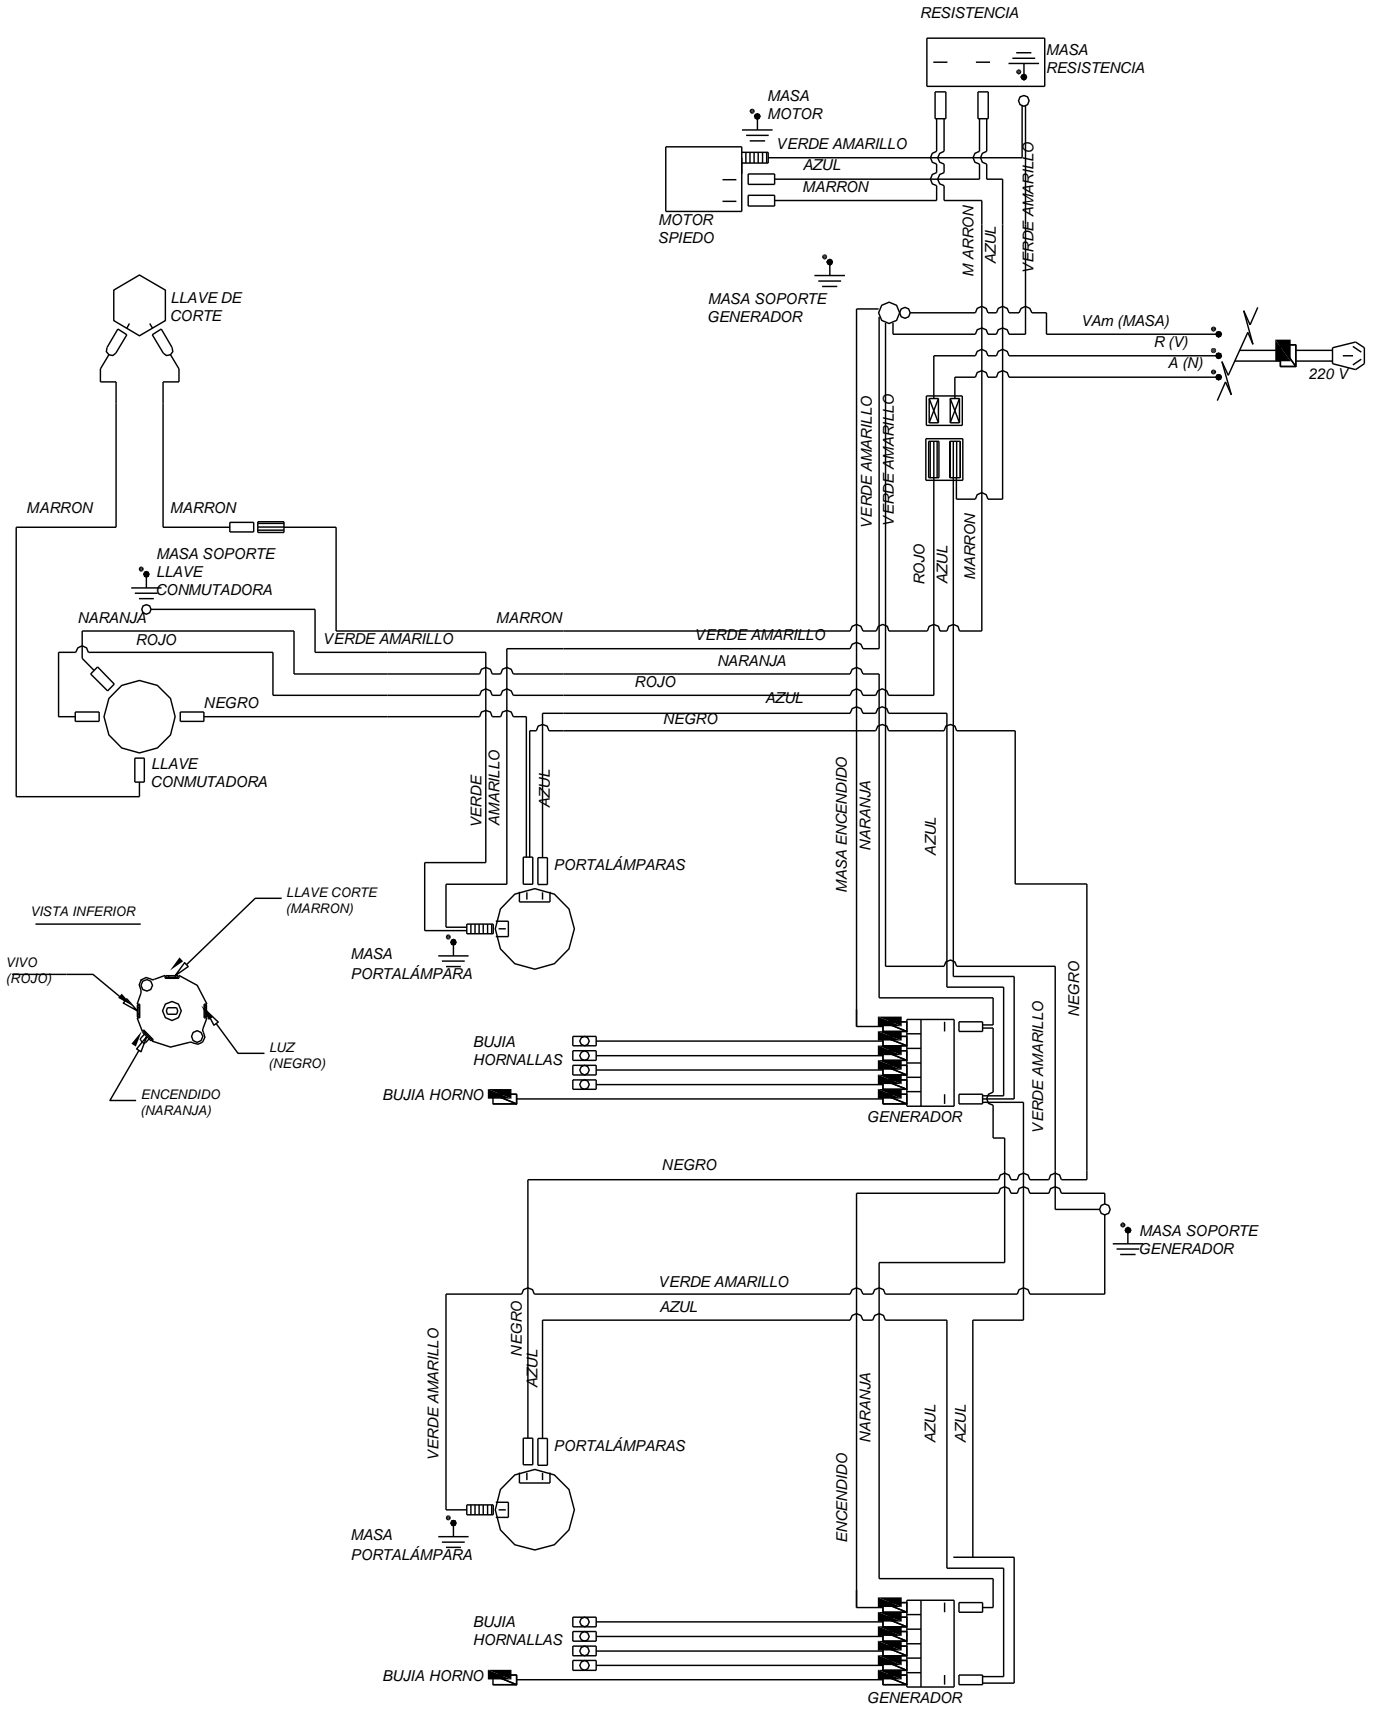 RESISTENCIA
MASA
RESISTENCIA
MASA
MOTOR
VERDE AMARILLO
AZUL
MARRON
MOTOR
SPIEDO
M ARRON
AZUL
VERDE AMARILLO
MASA SOPORTE
GENERADOR
LLAVE DE
CORTE
VAm (MASA)
R (V)
A (N)
220 V
VERDE AMARILLO
VERDE AMARILLO
MARRON
MARRON
ROJO
AZUL
MARRON
MASA SOPORTE
LLAVE
CONMUTADORA
NARANJA
ROJO
VERDE AMARILLO
MARRON
VERDE AMARILLO
NARANJA
ROJO
AZUL
NEGRO
NEGRO
LLAVE
CONMUTADORA
VERDE
AMARILLO
AZUL
MASA ENCENDIDO
NARANJA
AZUL
PORTALÁMPARAS
MASA
PORTALÁMPARA
VISTA INFERIOR
LLAVE CORTE
(MARRON)
VIVO
(ROJO)
LUZ
(NEGRO)
ENCENDIDO
(NARANJA)
NEGRO
VERDE AMARILLO
BUJIA
HORNALLAS
BUJIA HORNO
GENERADOR
NEGRO
MASA SOPORTE
GENERADOR
VERDE AMARILLO
AZUL
VERDE AMARILLO
NEGRO
AZUL
NARANJA
AZUL
AZUL
ENCENDIDO
PORTALÁMPARAS
MASA
PORTALÁMPARA
BUJIA
HORNALLAS
BUJIA HORNO
GENERADOR